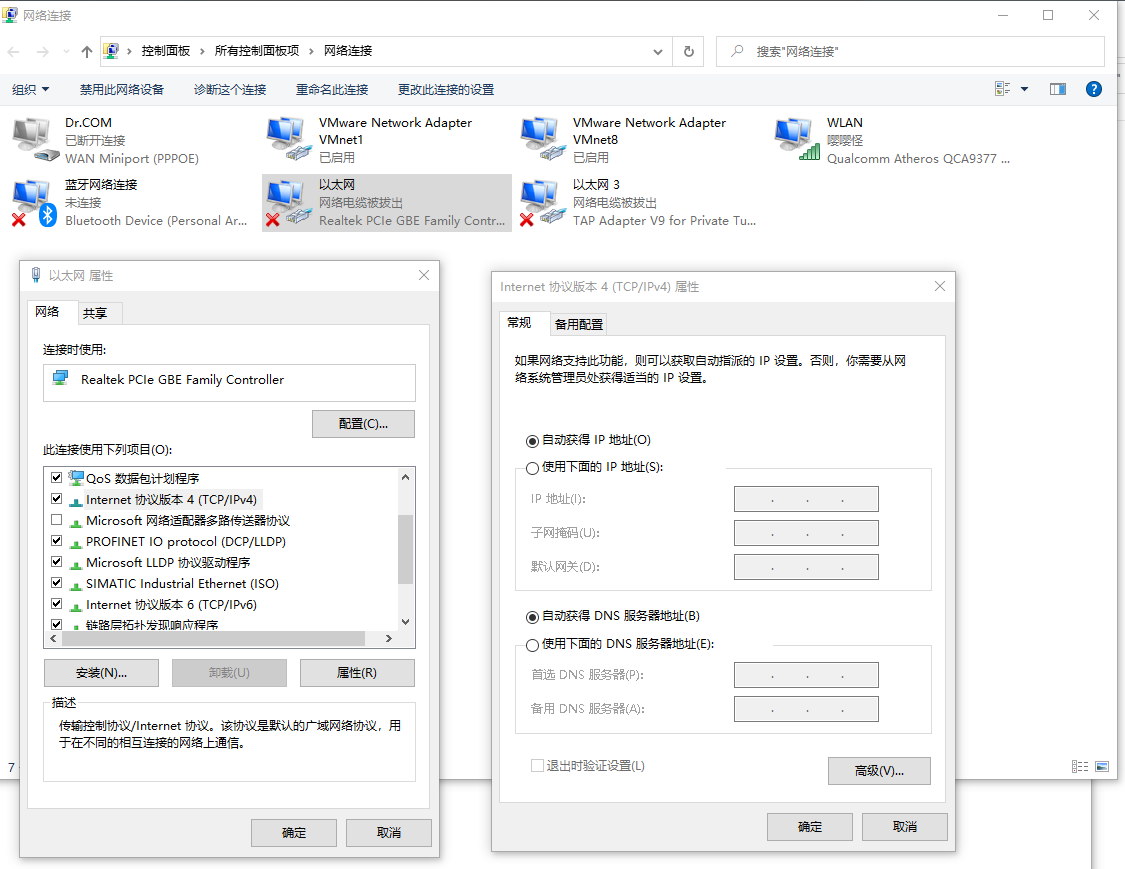 网络连接
控制面板 › 所有控制面板项 › 网络连接
搜索"网络连接"
组织 禁用此网络设备 诊断这个连接 重命名此连接 更改此连接的设置
Dr.COM
已断开连接
WAN Miniport (PPPOE)
VMware Network Adapter
VMnet1
已启用
VMware Network Adapter
VMnet8
已启用
WLAN
嘤嘤怪
Qualcomm Atheros QCA9377 ...
蓝牙网络连接
未连接
Bluetooth Device (Personal Ar...
以太网
网络电缆被拔出
Realtek PCIe GBE Family Contr...
以太网 3
网络电缆被拔出
TAP Adapter V9 for Private Tu...
以太网 属性
网络 共享
连接时使用:
Realtek PCIe GBE Family Controller
配置(C)...
此连接使用下列项目(O):
QoS 数据包计划程序
Internet 协议版本 4 (TCP/IPv4)
Microsoft 网络适配器多路传送器协议
PROFINET IO protocol (DCP/LLDP)
Microsoft LLDP 协议驱动程序
SIMATIC Industrial Ethernet (ISO)
Internet 协议版本 6 (TCP/IPv6)
链路层拓扑发现响应程序
安装(N)... 卸载(U) 属性(R)
描述
传输控制协议/Internet 协议。该协议是默认的广域网络协议，用
于在不同的相互连接的网络上通信。
确定 取消
7
Internet 协议版本 4 (TCP/IPv4) 属性
常规 备用配置
如果网络支持此功能，则可以获取自动指派的 IP 设置。否则，你需要从网
络系统管理员处获得适当的 IP 设置。
自动获得 IP 地址(O)
使用下面的 IP 地址(S):
IP 地址(I):
子网掩码(U):
默认网关(D):
自动获得 DNS 服务器地址(B)
使用下面的 DNS 服务器地址(E):
首选 DNS 服务器(P):
备用 DNS 服务器(A):
退出时验证设置(L)
高级(V)...
确定 取消